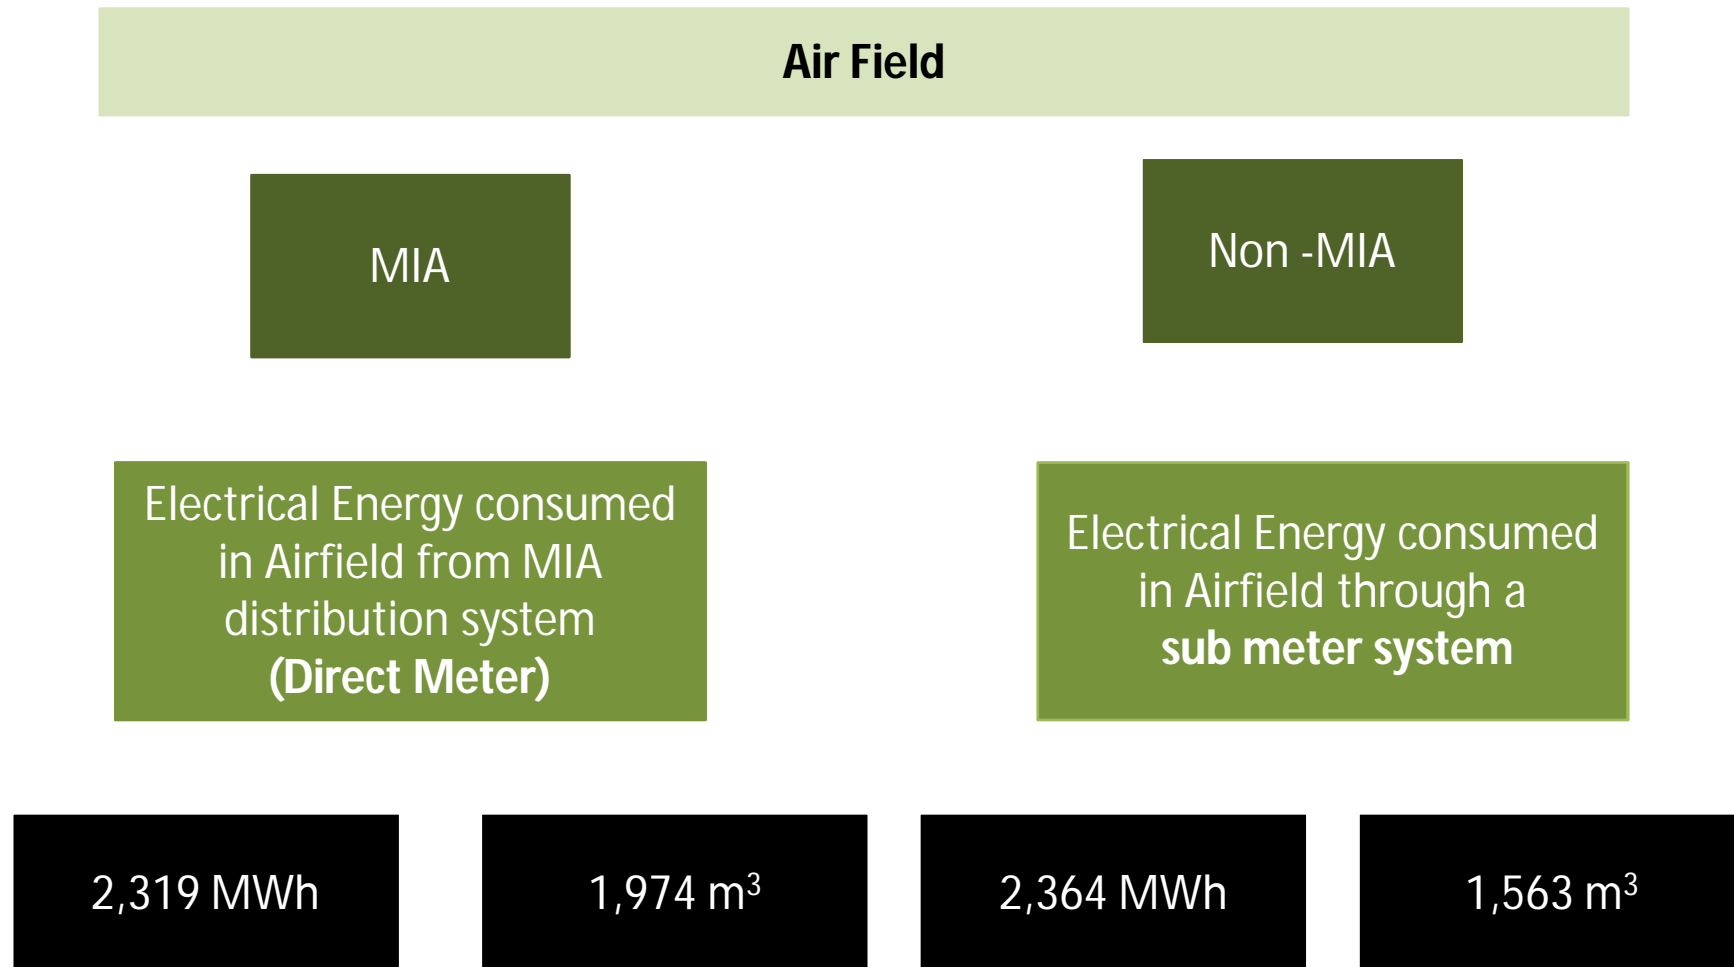 Air Field
MIA
Non -MIA
Electrical Energy consumed
in Airfield from MIA
distribution system
(Direct Meter)
Electrical Energy consumed
in Airfield through a
sub meter system
2,319 MWh
1,974 m³
2,364 MWh
1,563 m³